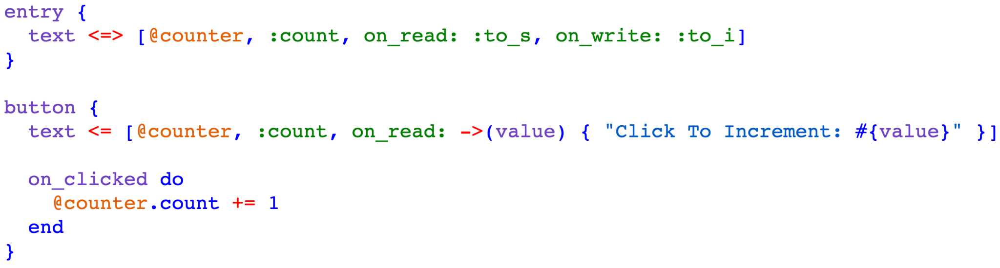 entry {
  text <=> [@counter, :count, on_read: :to_s, on_write: :to_i]
}

button {
  text <= [@counter, :count, on_read: ->(value) { "Click To Increment: #{value}" }]

  on_clicked do
    @counter.count += 1
  end
}